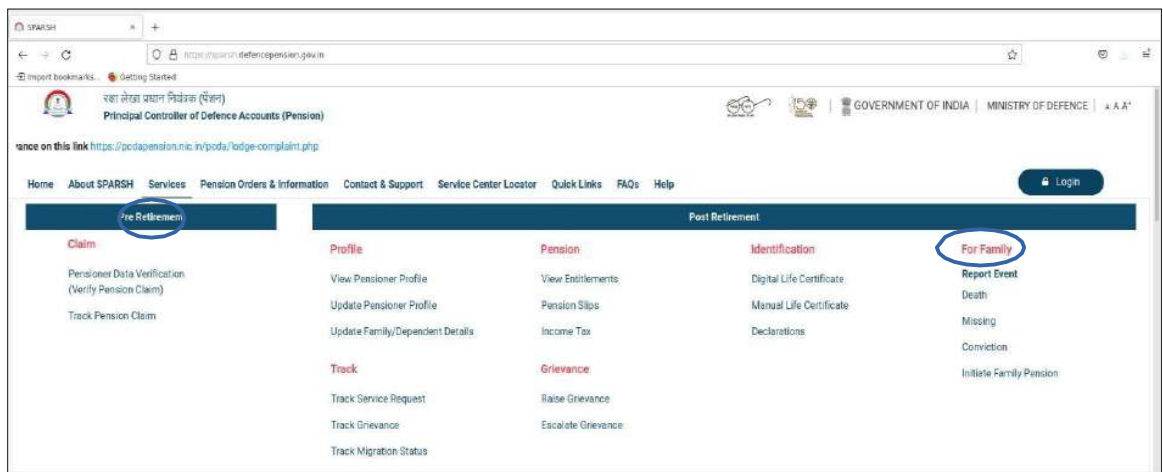 SPARSH
https://sparsh.defencepension.gov.in
Import bookmarks... Getting Started
रक्षा लेखा प्रधान नियंत्रक (पेंशन)
Principal Controller of Defence Accounts (Pension)
GOVERNMENT OF INDIA | MINISTRY OF DEFENCE | A A A+
ance on this link https://pcdapension.nic.in/pcda/lodge-complaint.php
Home About SPARSH Services Pension Orders & Information Contact & Support Service Center Locator Quick Links FAQs Help
Login
Pre Retirement
Post Retirement
Claim
Pensioner Data Verification
(Verify Pension Claim)
Track Pension Claim
Profile
View Pensioner Profile
Update Pensioner Profile
Update Family/Dependent Details
Track
Track Service Request
Track Grievance
Track Migration Status
Pension
View Entitlements
Pension Slips
Income Tax
Grievance
Raise Grievance
Escalate Grievance
Identification
Digital Life Certificate
Manual Life Certificate
Declarations
For Family
Report Event
Death
Missing
Conviction
Initiate Family Pension